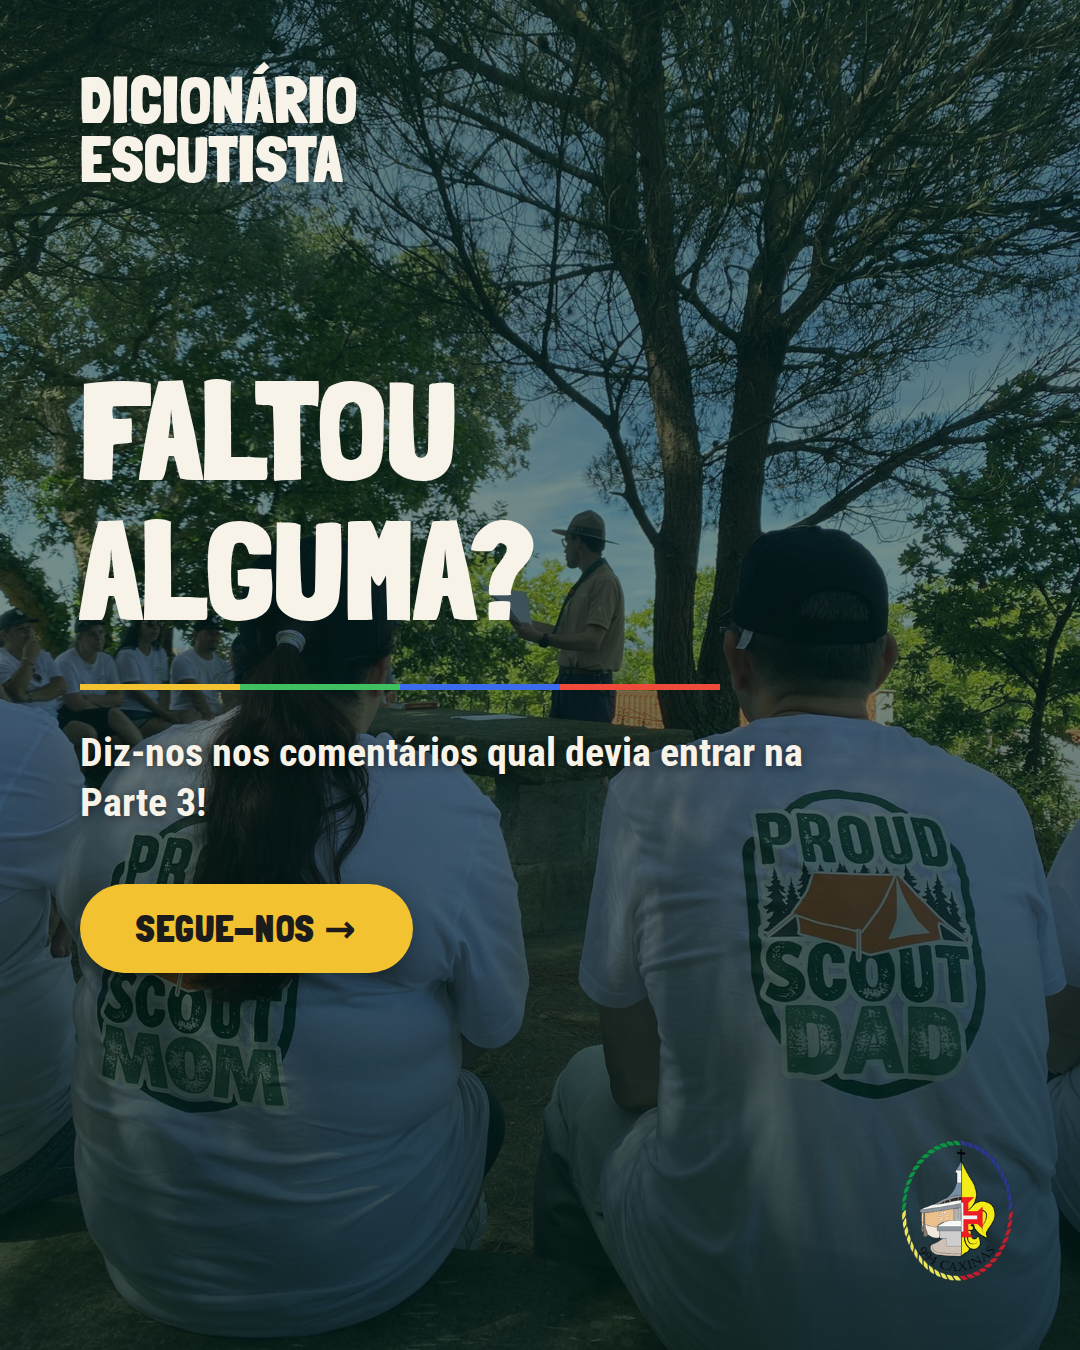 DICIONÁRIO
ESCUTISTA
FALTOU
ALGUMA?
Diz-nos nos comentários qual devia entrar na
Parte 3!
SEGUE-NOS →
PROUD
SCOUT
DAD
SCOUT
MOM
CAXINAS